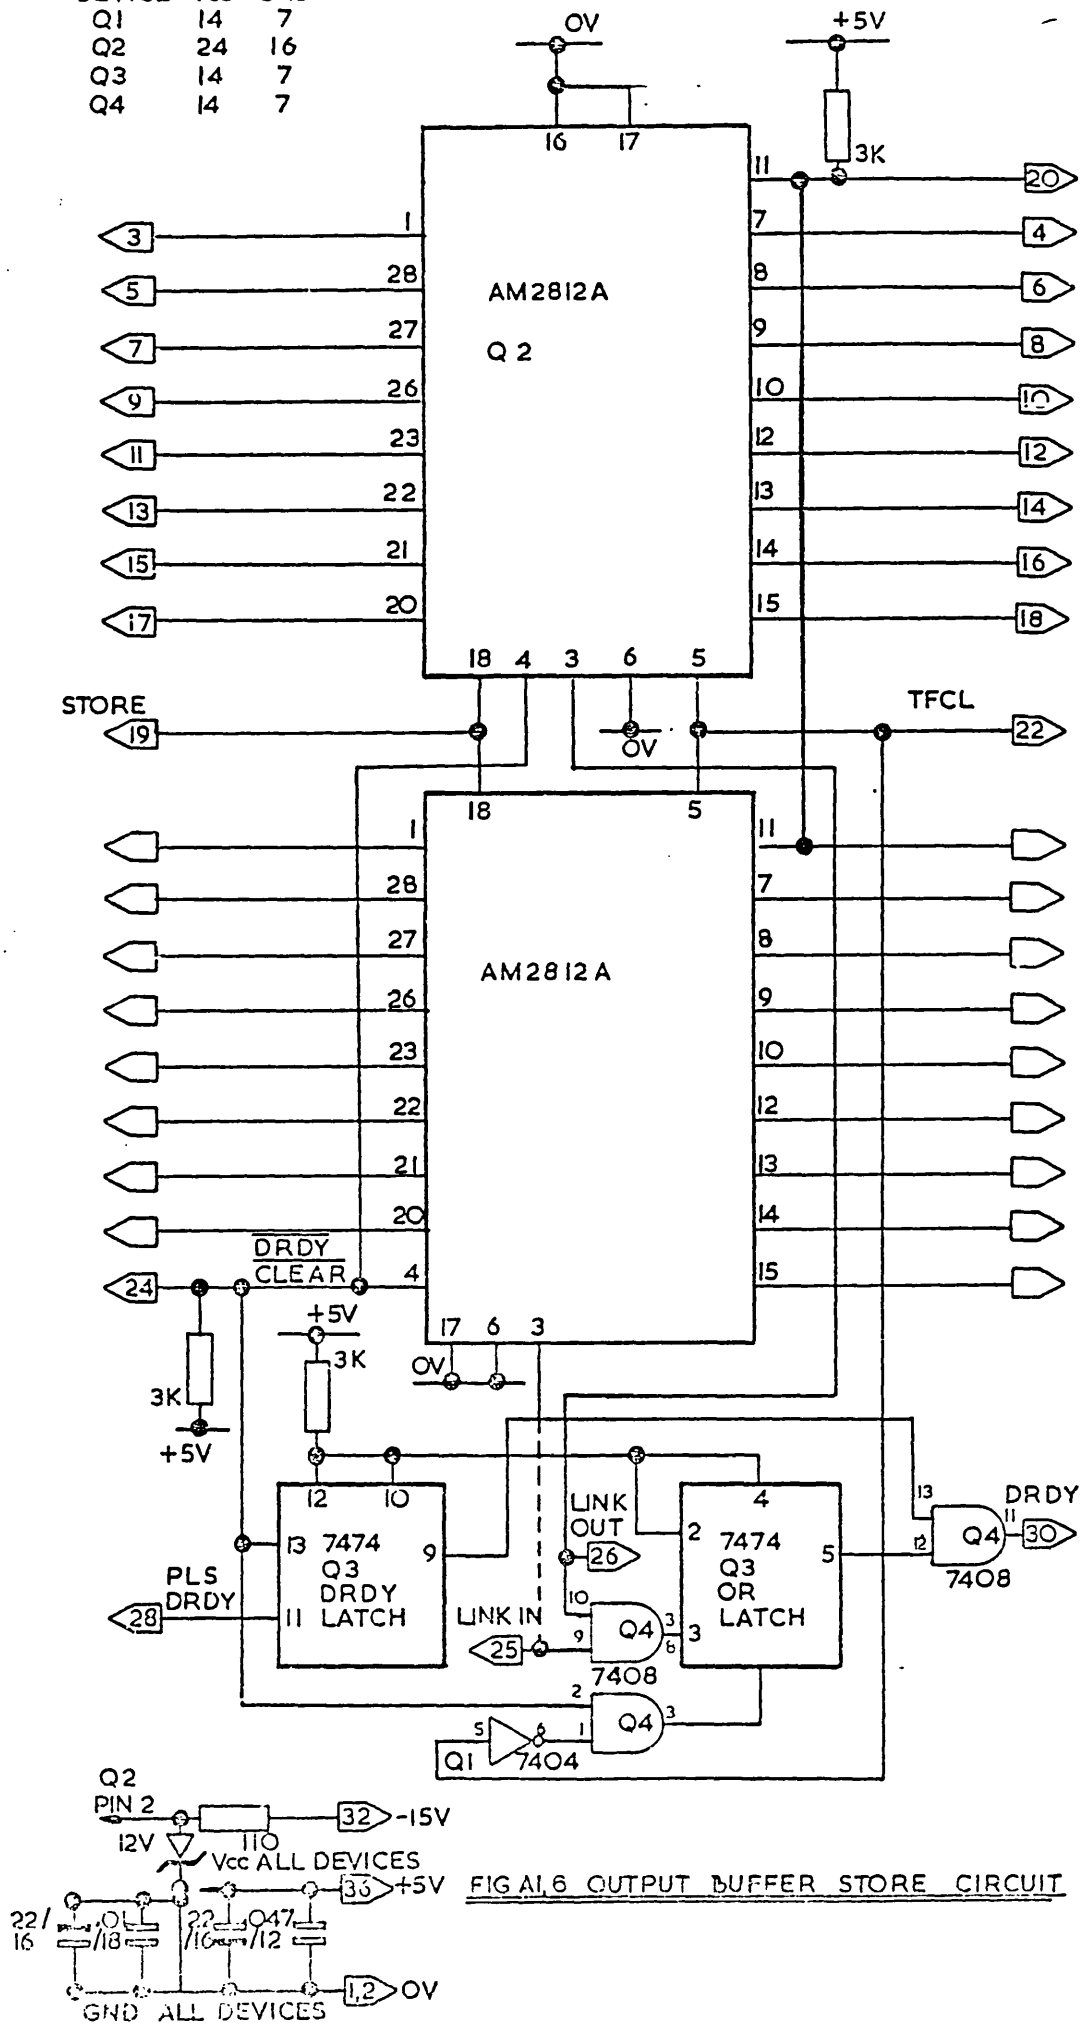 Q1 14 7
Q2 24 16
Q3 14 7
Q4 14 7
OV
+5V
16 17
3K
11 20
3 1
7 4
5 28
8 6
AM2812A
7 27
9 8
Q 2
9 26
10 10
11 23
12 12
13 22
13 14
15 21
14 16
17 20
15 18
18 4 3 6 5
STORE
19
OV
TFCL
22
18 5
1 11
28 7
27 8
AM2812A
26 9
23 10
22 12
21 13
20 14
DRDY
CLEAR
24 4
15
+5V
17 6 3
3K
OV
3K
+5V
12 10
LINK
OUT
26
4
13 7474
Q3
DRDY
LATCH
9
11
2 7474
Q3
OR
LATCH
5
3
13
12
Q4
11
DRDY
30
7408
PLS
DRDY
28
LINK IN
25
10
9
Q4
3
6
7408
2
1
Q4
3
5 6
Q1 7404
Q2
PIN 2
32 -15V
12V 110
Vcc ALL DEVICES
36 +5V
FIG A1,6 OUTPUT BUFFER STORE CIRCUIT
22/
16
.01
/18
22
/16
.047
/12
1,2 OV
GND ALL DEVICES